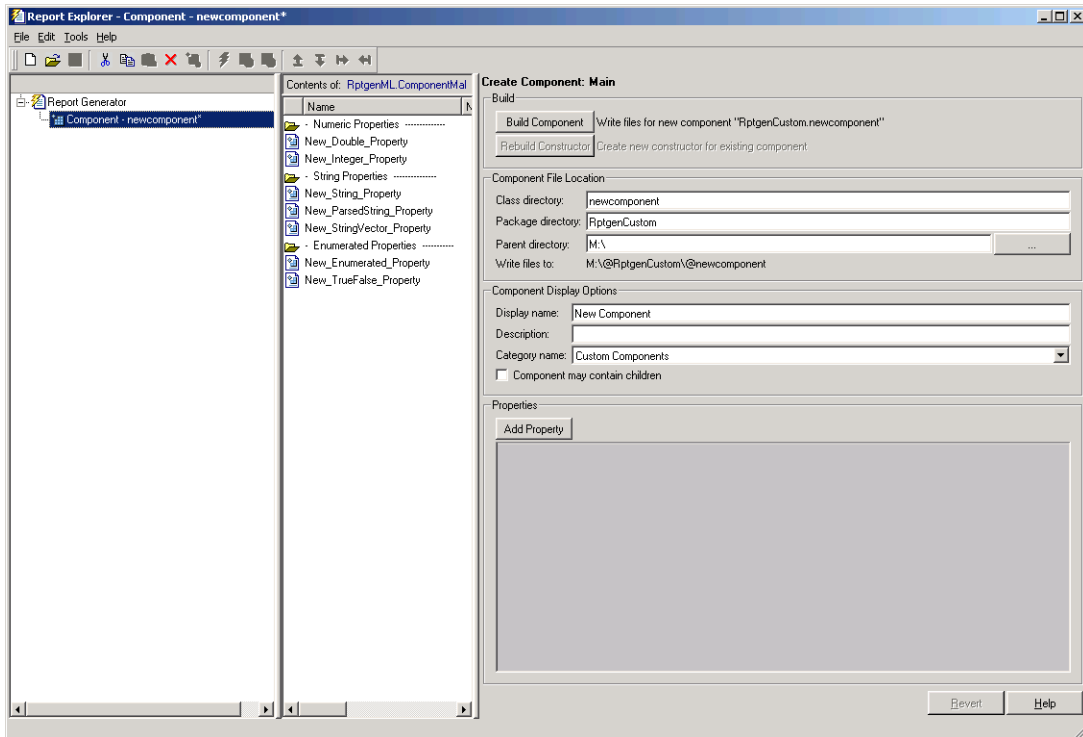 Report Explorer - Component - newcomponent*
File Edit Tools Help
Report Generator
Component - newcomponent*
Contents of: RptgenML.ComponentMal
Name N
- Numeric Properties -------------
New_Double_Property
New_Integer_Property
- String Properties --------------
New_String_Property
New_ParsedString_Property
New_StringVector_Property
- Enumerated Properties ----------
New_Enumerated_Property
New_TrueFalse_Property
Create Component: Main
Build
Build Component Write files for new component "RptgenCustom.newcomponent"
Rebuild Constructor Create new constructor for existing component
Component File Location
Class directory: newcomponent
Package directory: RptgenCustom
Parent directory: M:\ ...
Write files to: M:\@RptgenCustom\@newcomponent
Component Display Options
Display name: New Component
Description:
Category name: Custom Components
Component may contain children
Properties
Add Property
Revert Help